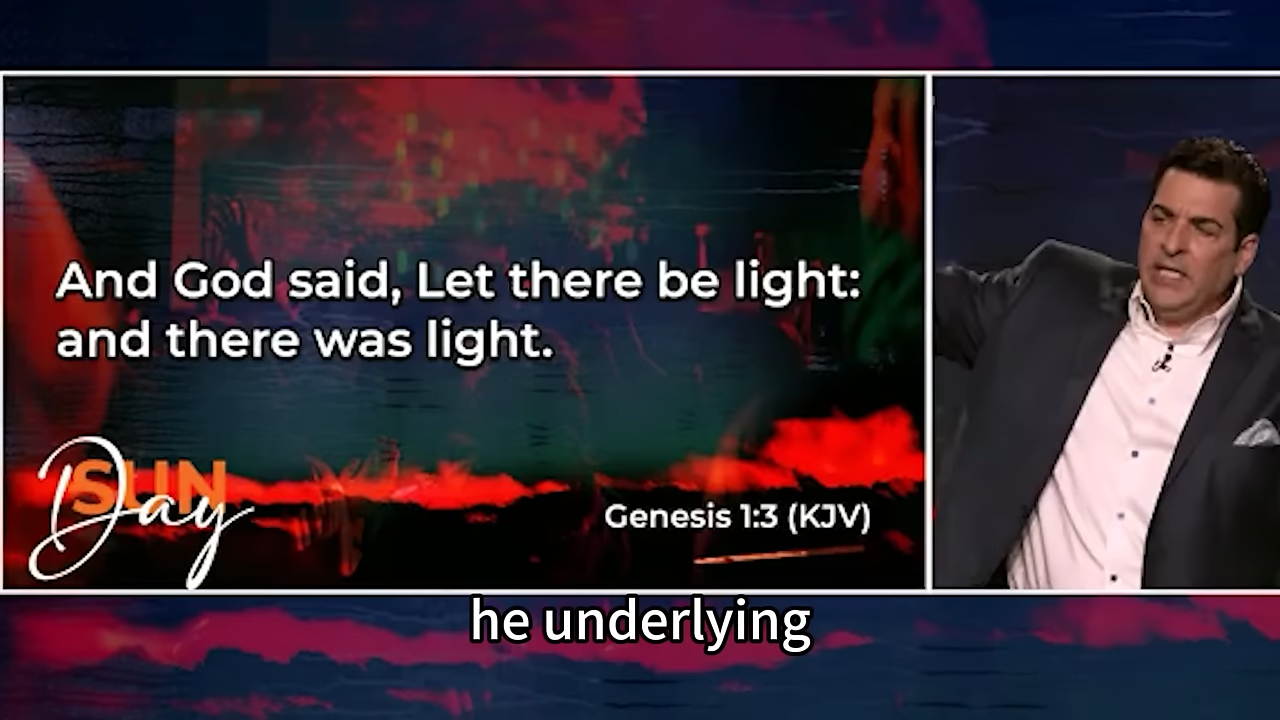 And God said, Let there be light:
and there was light.
SUN
Day
Genesis 1:3 (KJV)
he underlying